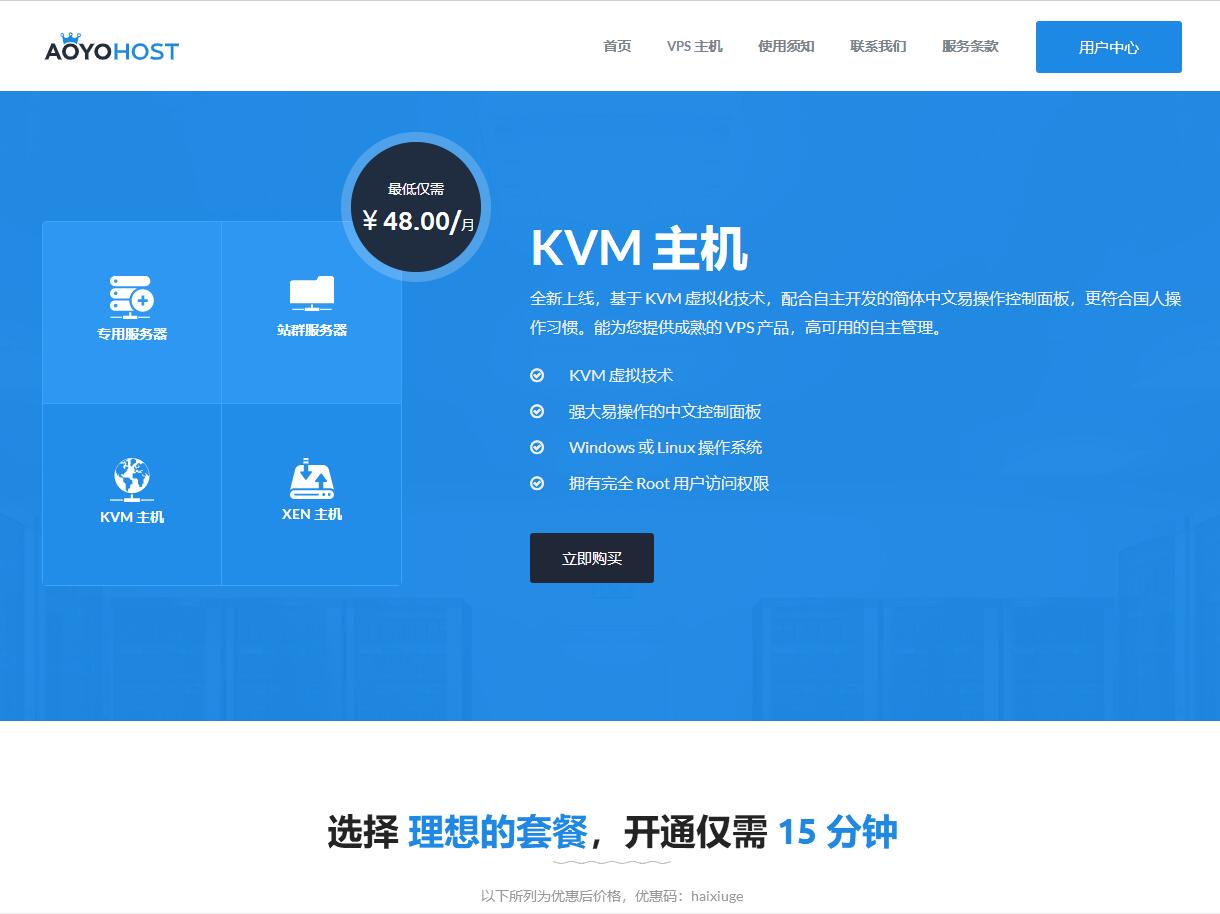 AOYOHOST
首页
VPS 主机
使用须知
联系我们
服务条款
用户中心
最低仅需
￥48.00/月
专用服务器
站群服务器
KVM 主机
XEN 主机
KVM 主机
全新上线，基于 KVM 虚拟化技术，配合自主开发的简体中文易操作控制面板，更符合国人操
作习惯。能为您提供成熟的 VPS 产品，高可用的自主管理。
KVM 虚拟技术
强大易操作的中文控制面板
Windows 或 Linux 操作系统
拥有完全 Root 用户访问权限
立即购买
选择 理想的套餐，开通仅需 15 分钟
以下所列为优惠后价格，优惠码：haixiuge